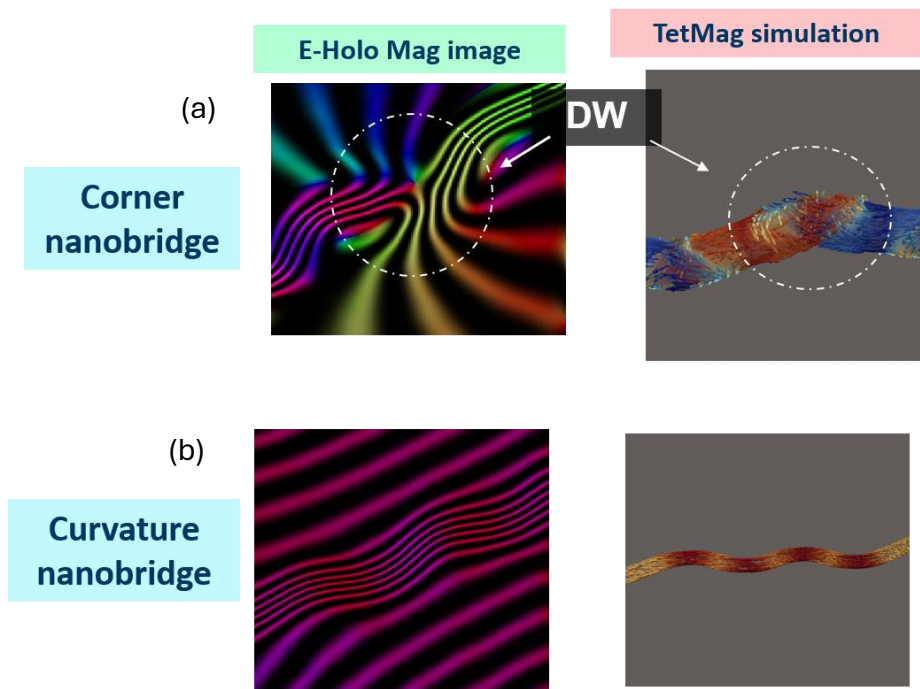 E-Holo Mag image
TetMag simulation
(a)
DW
Corner
nanobridge
(b)
Curvature
nanobridge